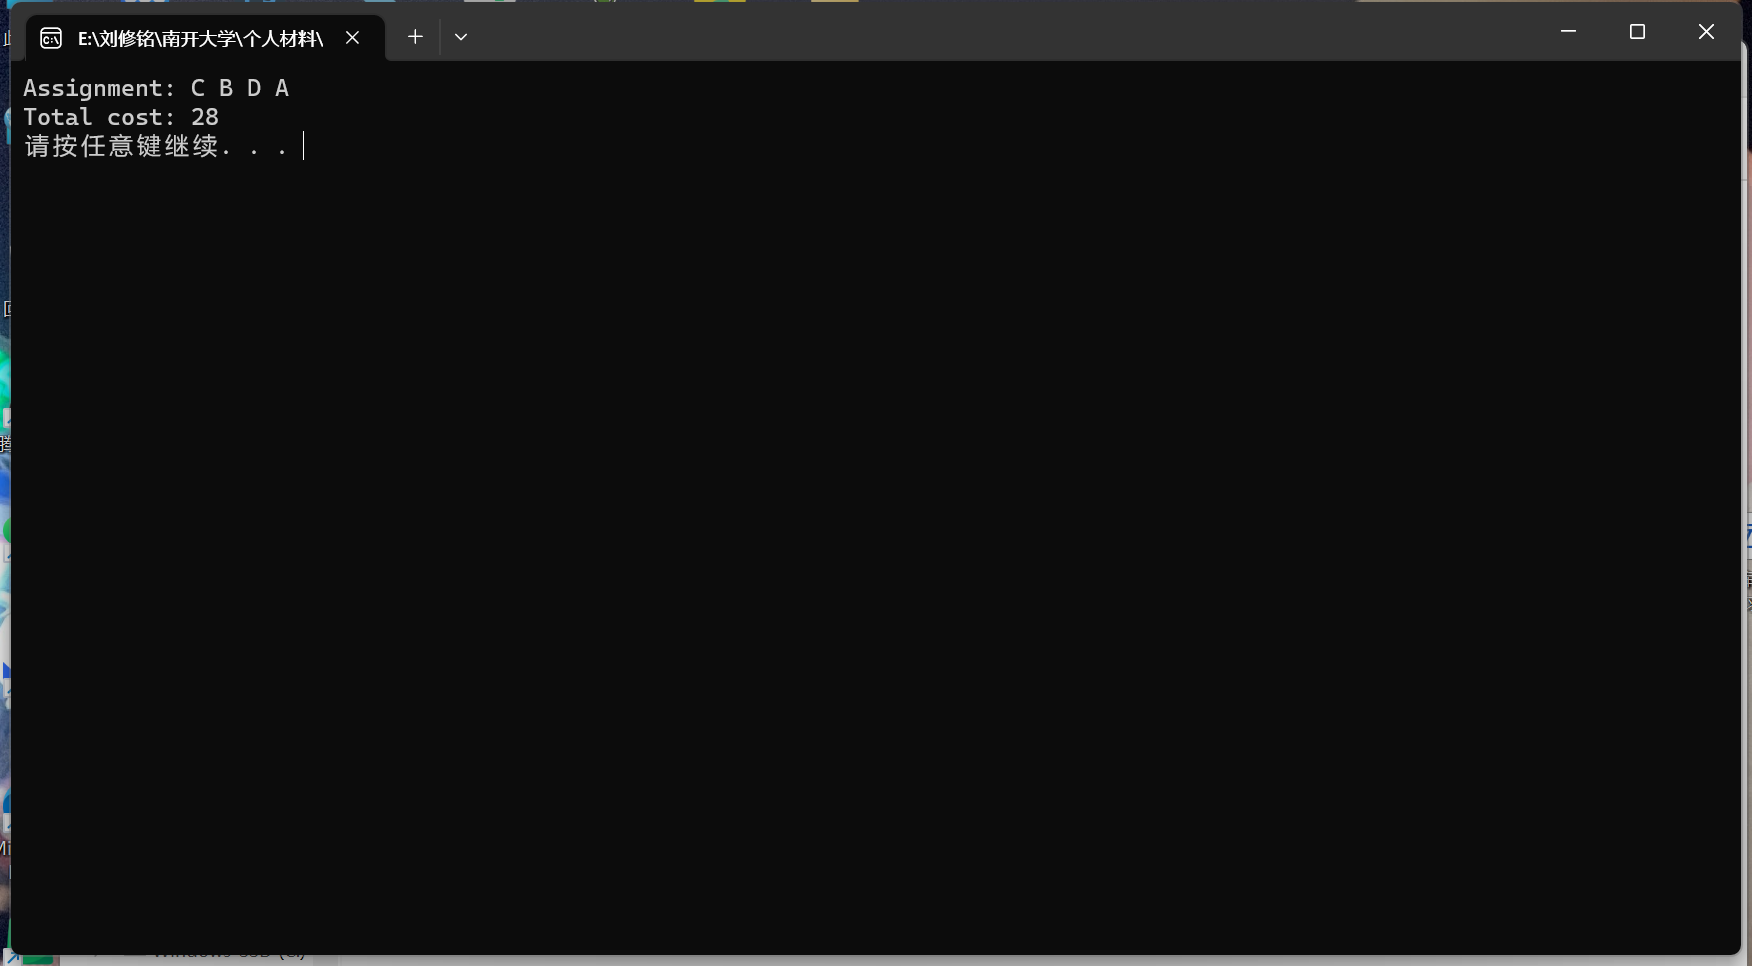 E:\刘修铭\南开大学\个人材料\
Assignment: C B D A
Total cost: 28
请按任意键继续. . .